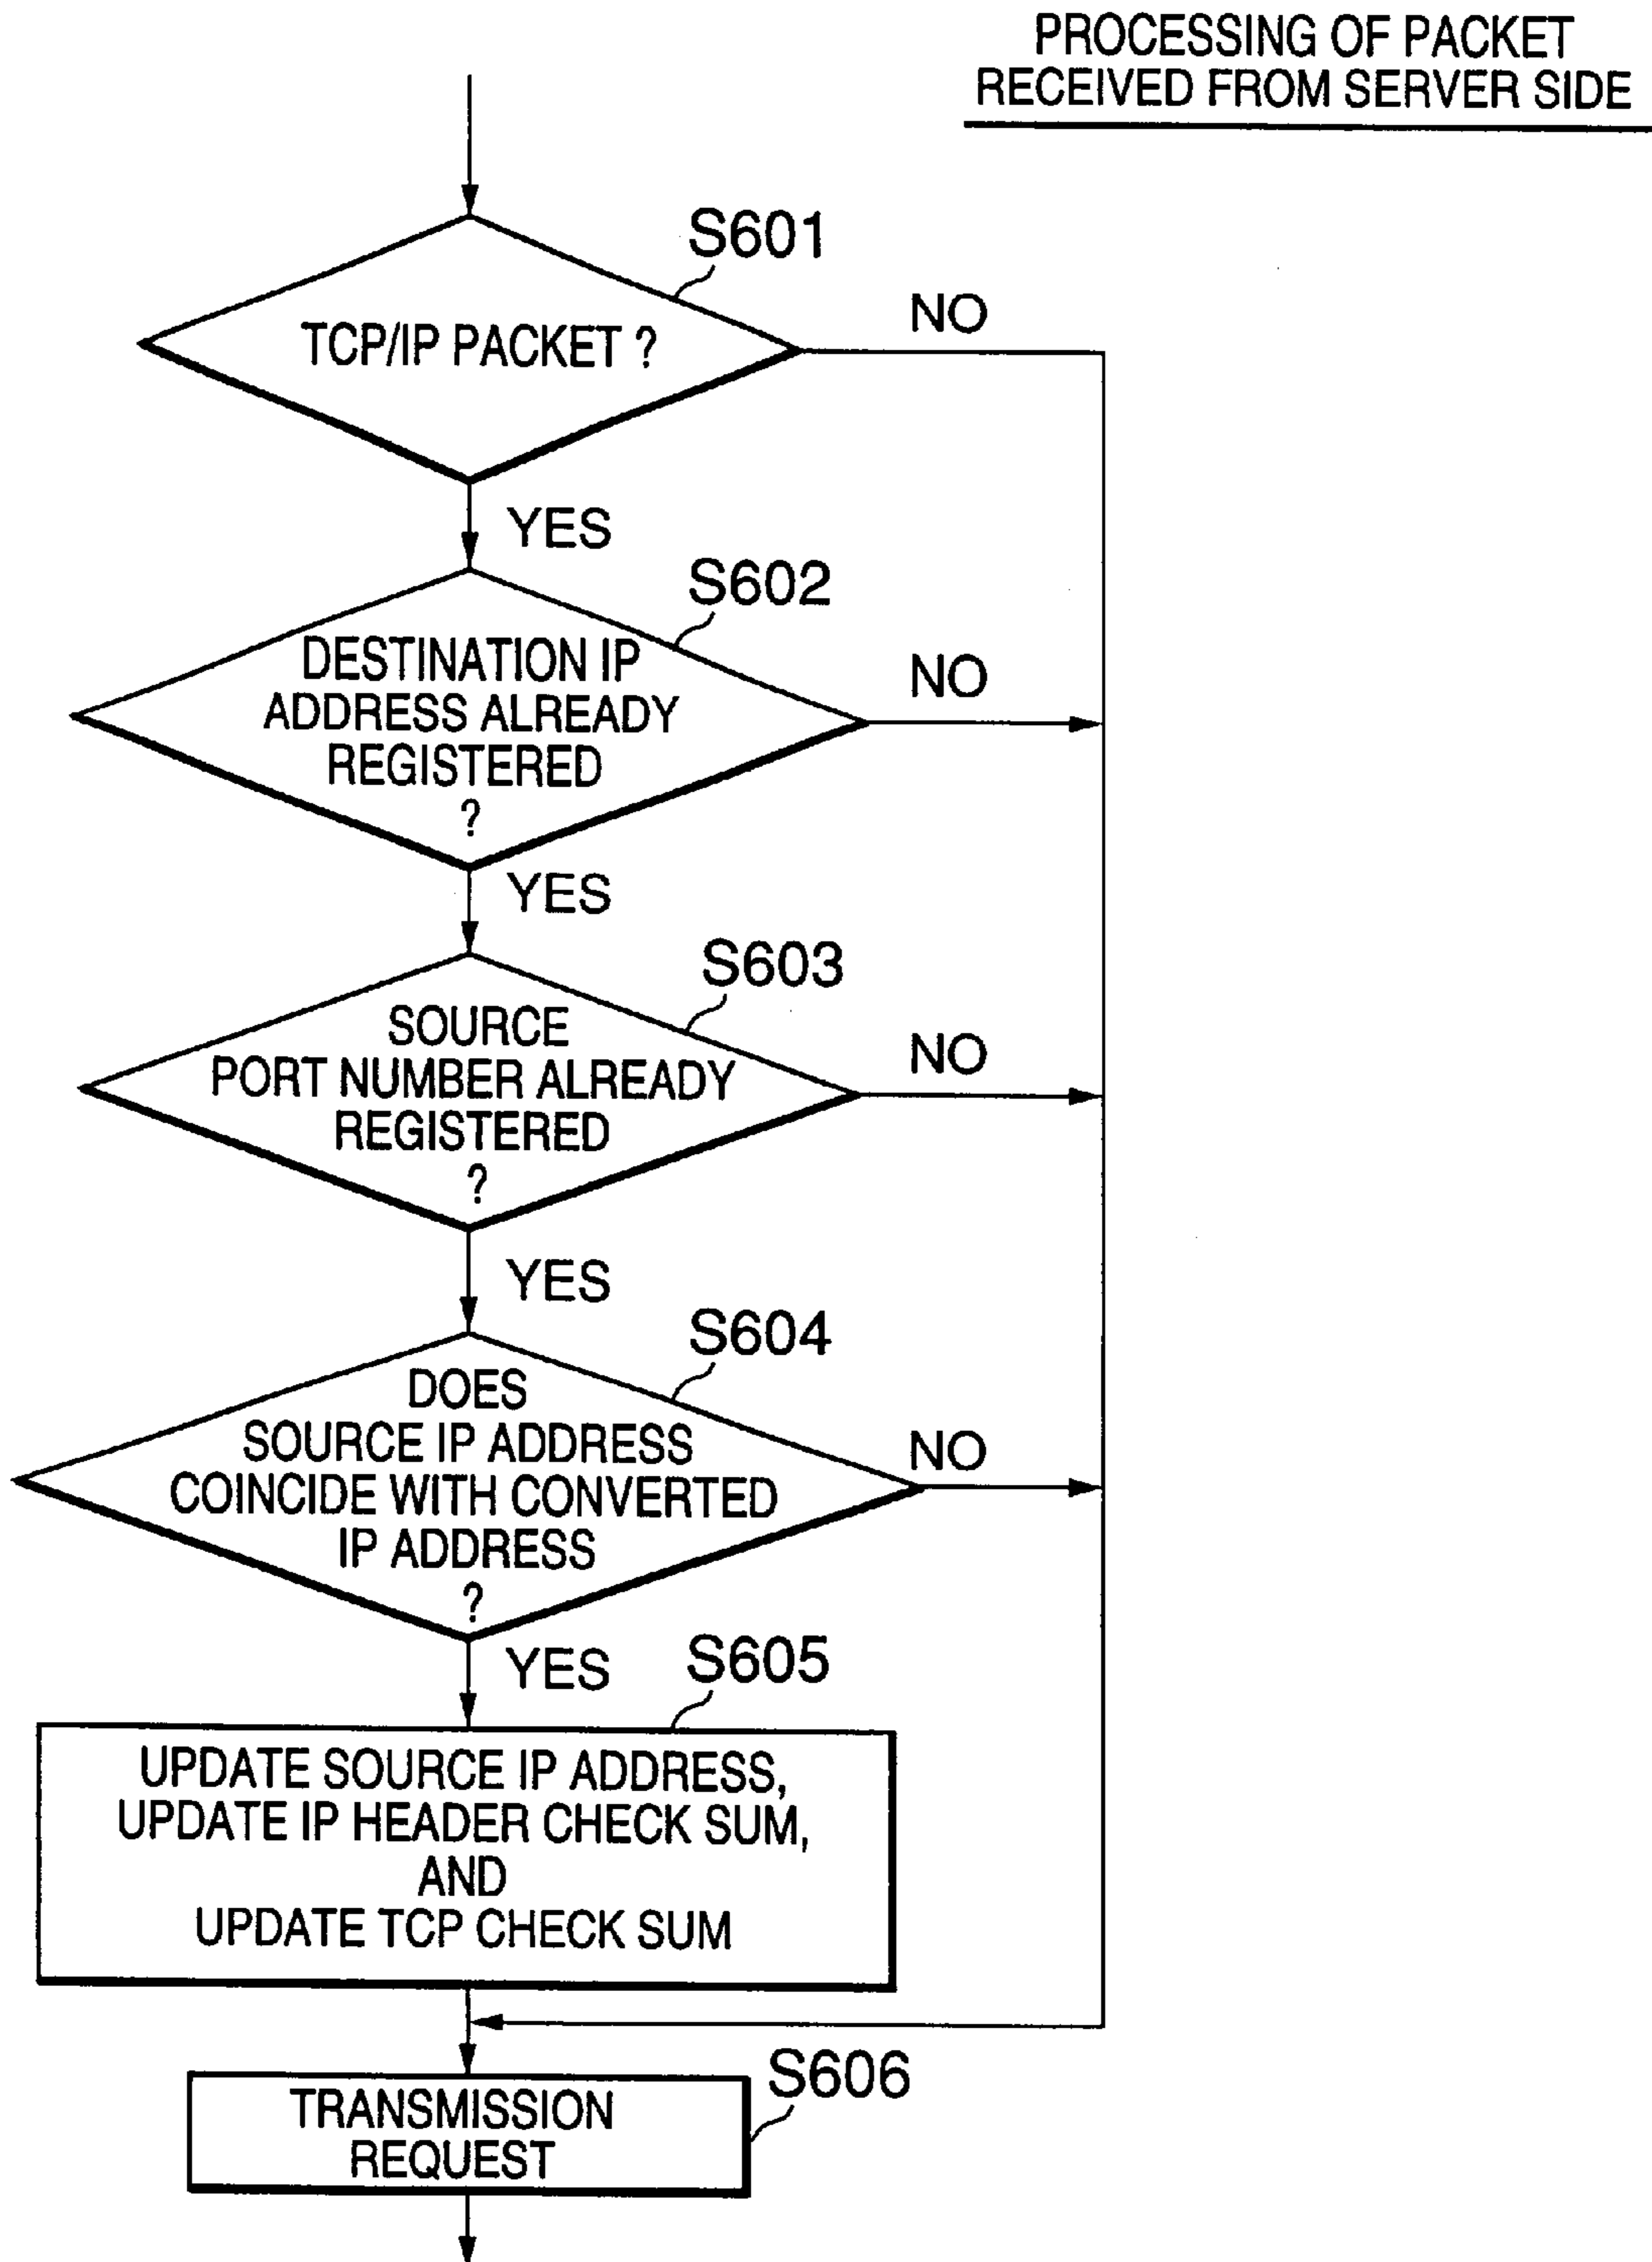 PROCESSING OF PACKET
RECEIVED FROM SERVER SIDE
S601
TCP/IP PACKET ?
NO
YES
S602
DESTINATION IP
ADDRESS ALREADY
REGISTERED
?
NO
YES
S603
SOURCE
PORT NUMBER ALREADY
REGISTERED
?
NO
YES
S604
DOES
SOURCE IP ADDRESS
COINCIDE WITH CONVERTED
IP ADDRESS
?
NO
YES
S605
UPDATE SOURCE IP ADDRESS,
UPDATE IP HEADER CHECK SUM,
AND
UPDATE TCP CHECK SUM
S606
TRANSMISSION
REQUEST